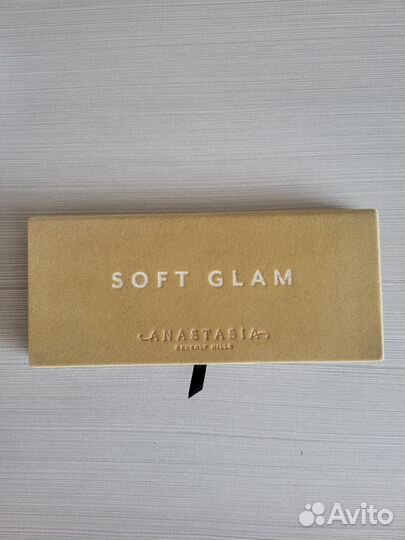 SOFT GLAM
ANASTASIA
BEVERLY HILLS
Avito